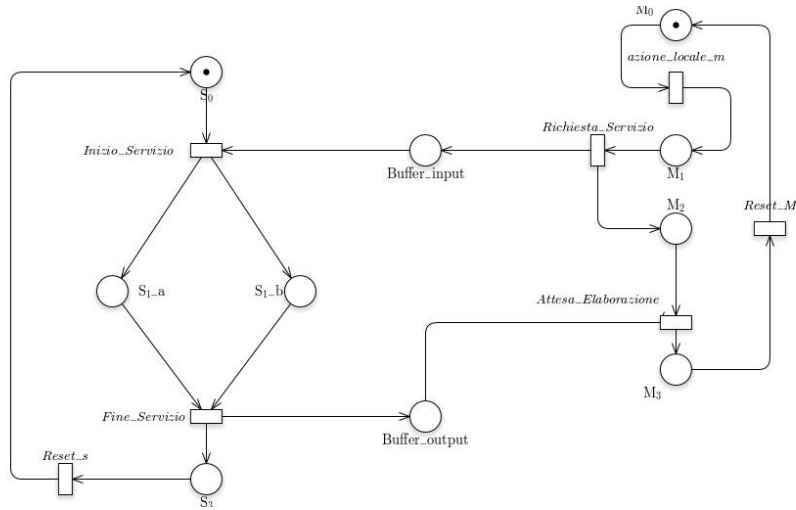 M₀
azione_locale_m
S₀
Richiesta_Servizio
Inizio_Servizio
Buffer_input
M₁
M₂
Reset_M
S₁_a
S₁_b
Attesa_Elaborazione
M₃
Fine_Servizio
Buffer_output
Reset_s
S₃